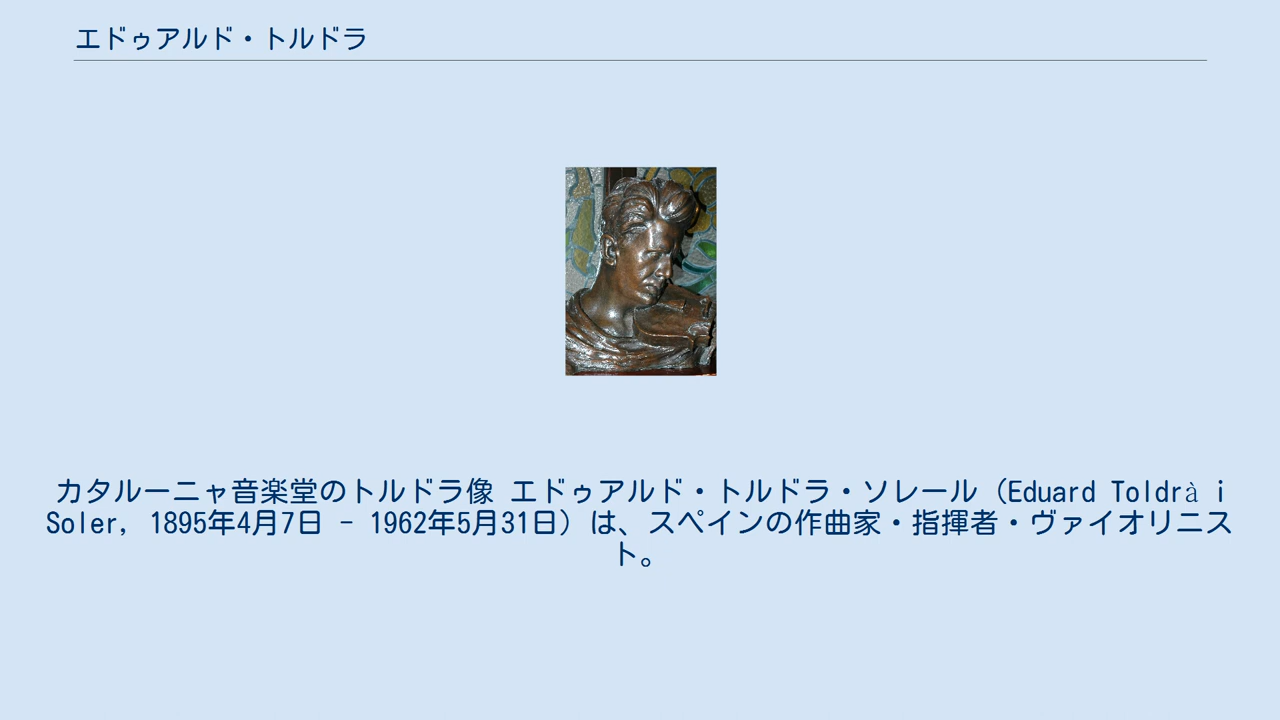 エドゥアルド・トルドラ
カタルーニャ音楽堂のトルドラ像 エドゥアルド・トルドラ・ソレール（Eduard Toldrà i
Soler, 1895年4月7日 - 1962年5月31日）は、スペインの作曲家・指揮者・ヴァイオリニス
ト。